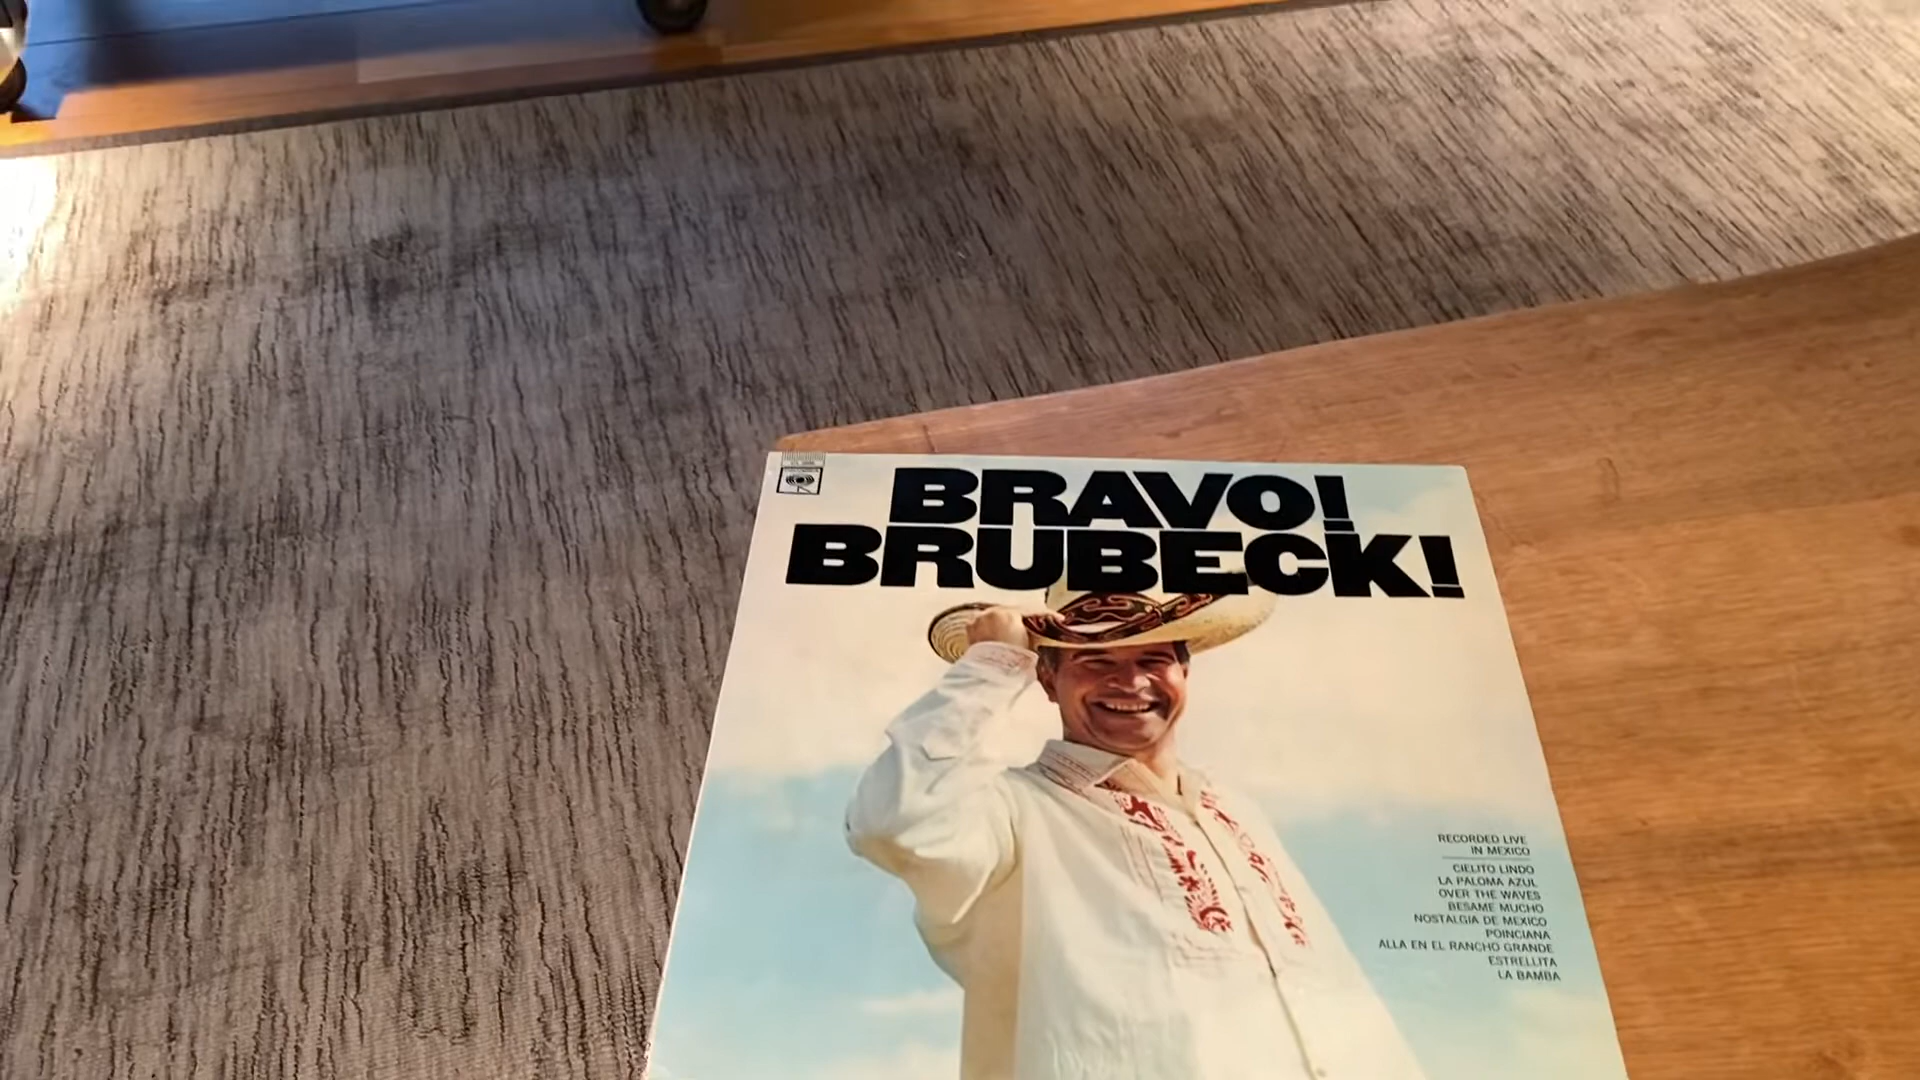 BRAVO!
BRUBECK!
RECORDED LIVE
IN MEXICO
CIELITO LINDO
LA PALOMA AZUL
OVER THE WAVES
BESAME MUCHO
NOSTALGIA DE MEXICO
POINCIANA
ALLA EN EL RANCHO GRANDE
ESTRELLITA
LA BAMBA